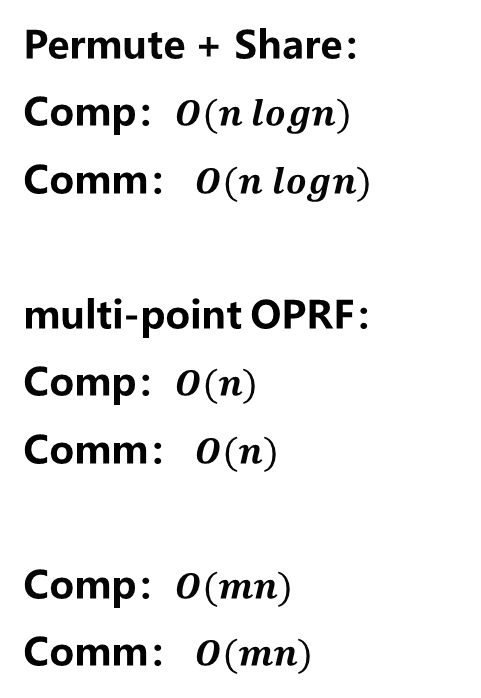 Permute + Share：
Comp： O(n logn)
Comm： O(n logn)
multi-point OPRF：
Comp： O(n)
Comm： O(n)
Comp： O(mn)
Comm： O(mn)